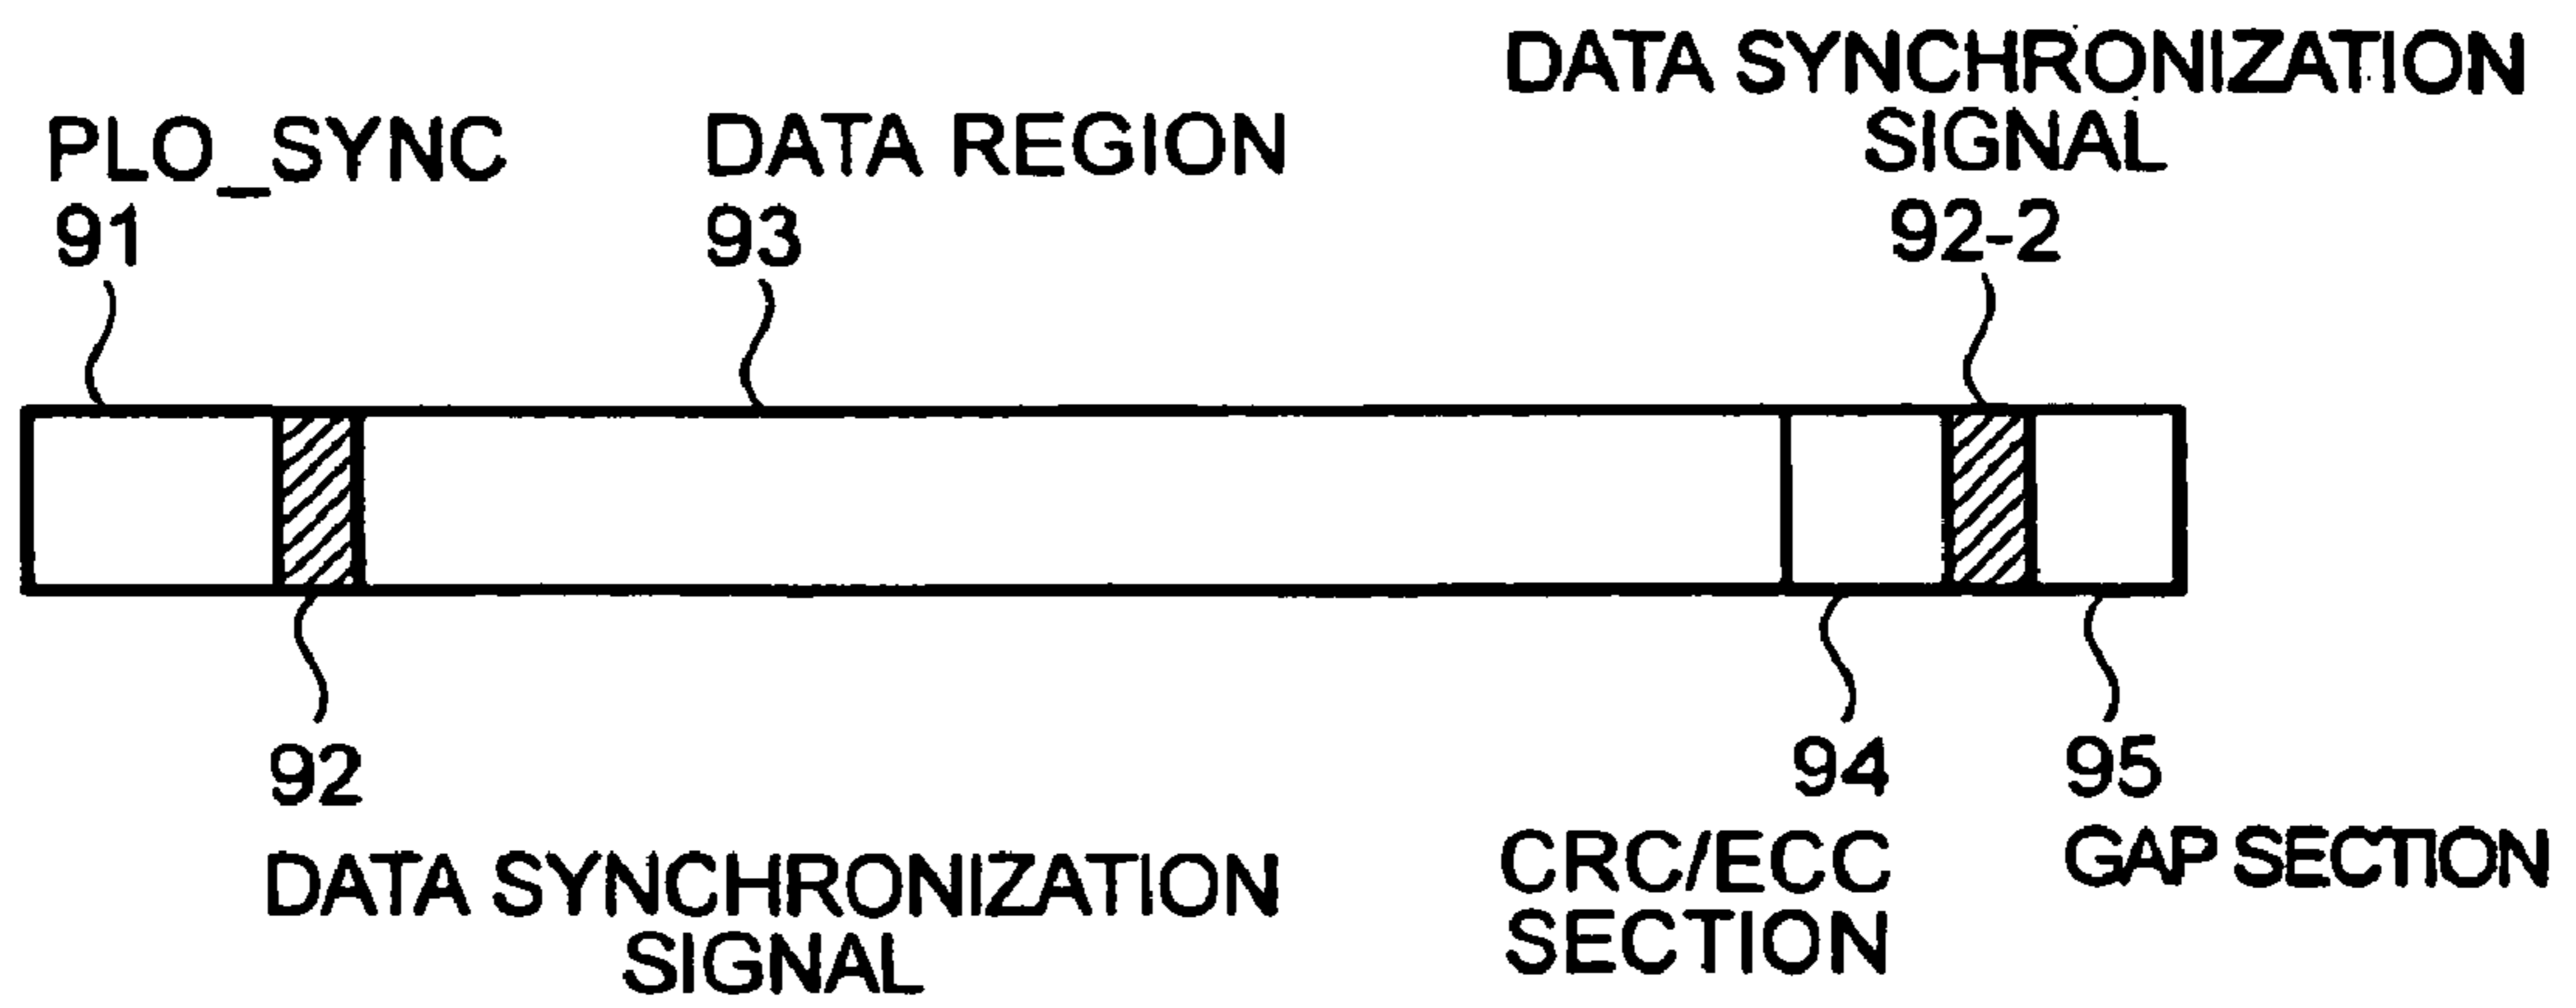 DATA SYNCHRONIZATION
SIGNAL
92-2
PLO_SYNC
91
DATA REGION
93
92
DATA SYNCHRONIZATION
SIGNAL
94
CRC/ECC
SECTION
95
GAP SECTION